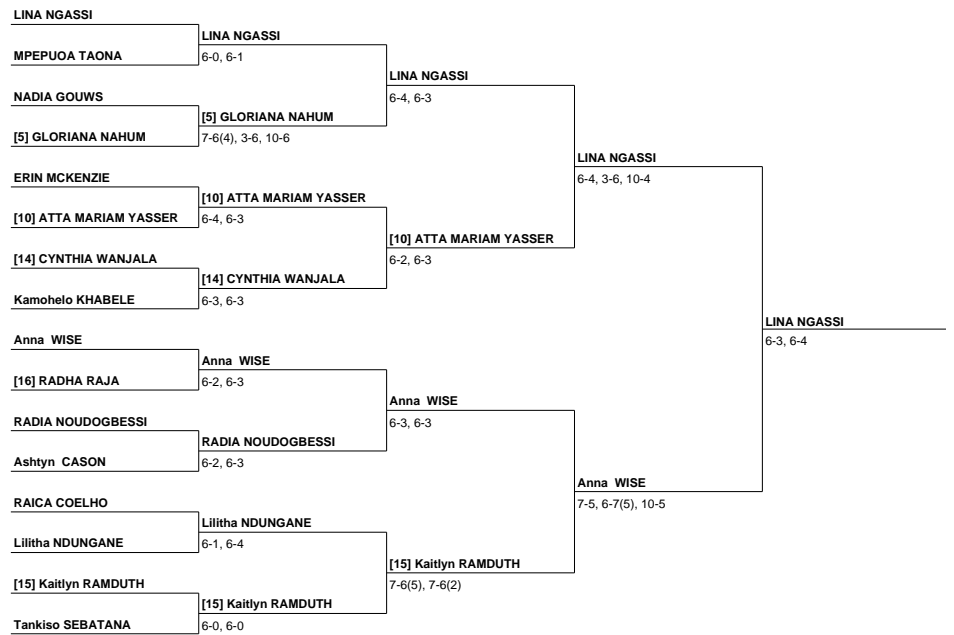 LINA NGASSI
LINA NGASSI
MPEPUOA TAONA
6-0, 6-1
LINA NGASSI
NADIA GOUWS
6-4, 6-3
[5] GLORIANA NAHUM
[5] GLORIANA NAHUM
7-6(4), 3-6, 10-6
LINA NGASSI
ERIN MCKENZIE
6-4, 3-6, 10-4
[10] ATTA MARIAM YASSER
[10] ATTA MARIAM YASSER
6-4, 6-3
[10] ATTA MARIAM YASSER
[14] CYNTHIA WANJALA
6-2, 6-3
[14] CYNTHIA WANJALA
Kamohelo KHABELE
6-3, 6-3
LINA NGASSI
Anna  WISE
6-3, 6-4
Anna  WISE
[16] RADHA RAJA
6-2, 6-3
Anna  WISE
RADIA NOUDOGBESSI
6-3, 6-3
RADIA NOUDOGBESSI
Ashtyn  CASON
6-2, 6-3
Anna  WISE
RAICA COELHO
7-5, 6-7(5), 10-5
Lilitha NDUNGANE
Lilitha NDUNGANE
6-1, 6-4
[15] Kaitlyn RAMDUTH
[15] Kaitlyn RAMDUTH
7-6(5), 7-6(2)
[15] Kaitlyn RAMDUTH
Tankiso SEBATANA
6-0, 6-0